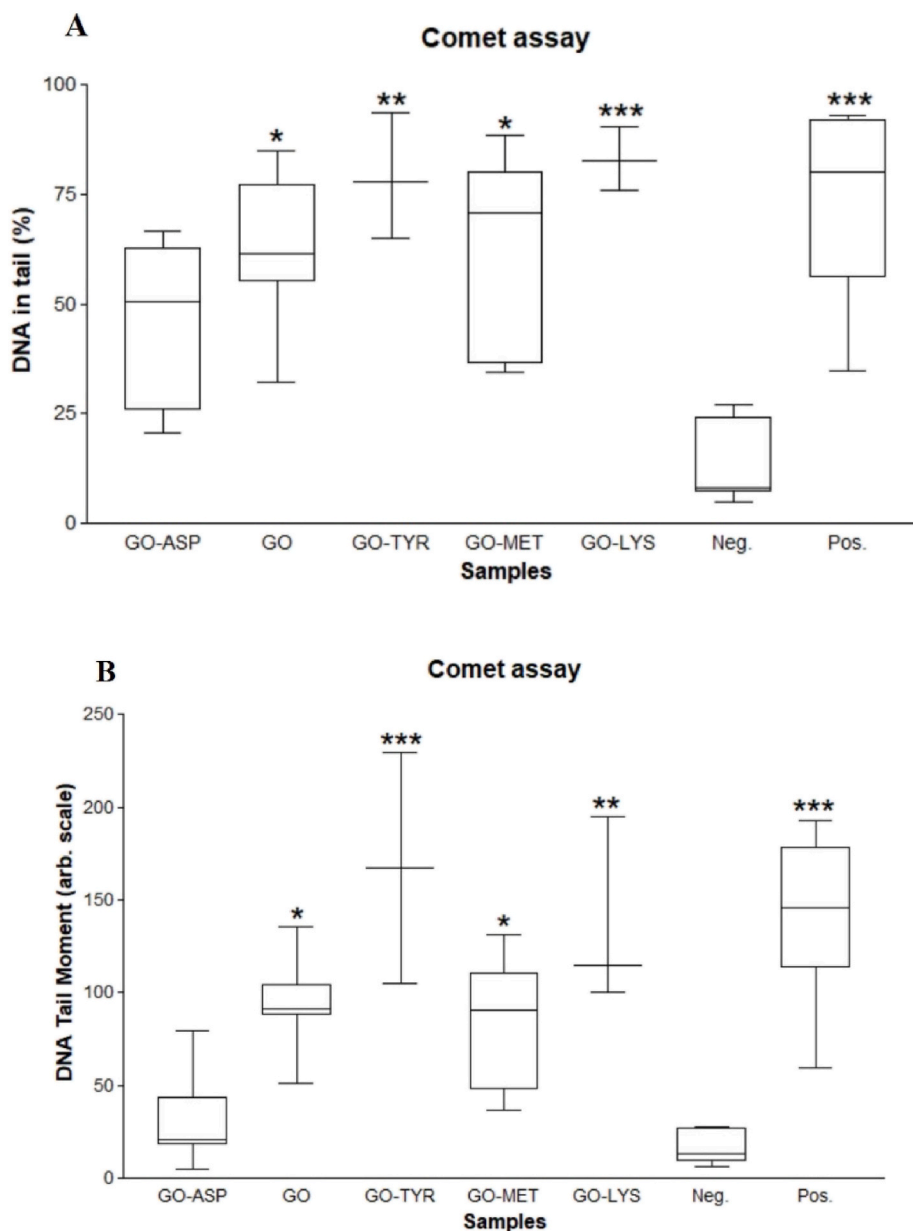 A
Comet assay
DNA in tail (%)
100
75
50
25
0
* ** * *** ***
GO-ASP GO GO-TYR GO-MET GO-LYS Neg. Pos.
Samples
B
Comet assay
DNA Tail Moment (arb. scale)
250
200
150
100
50
0
* *** * ** ***
GO-ASP GO GO-TYR GO-MET GO-LYS Neg. Pos.
Samples